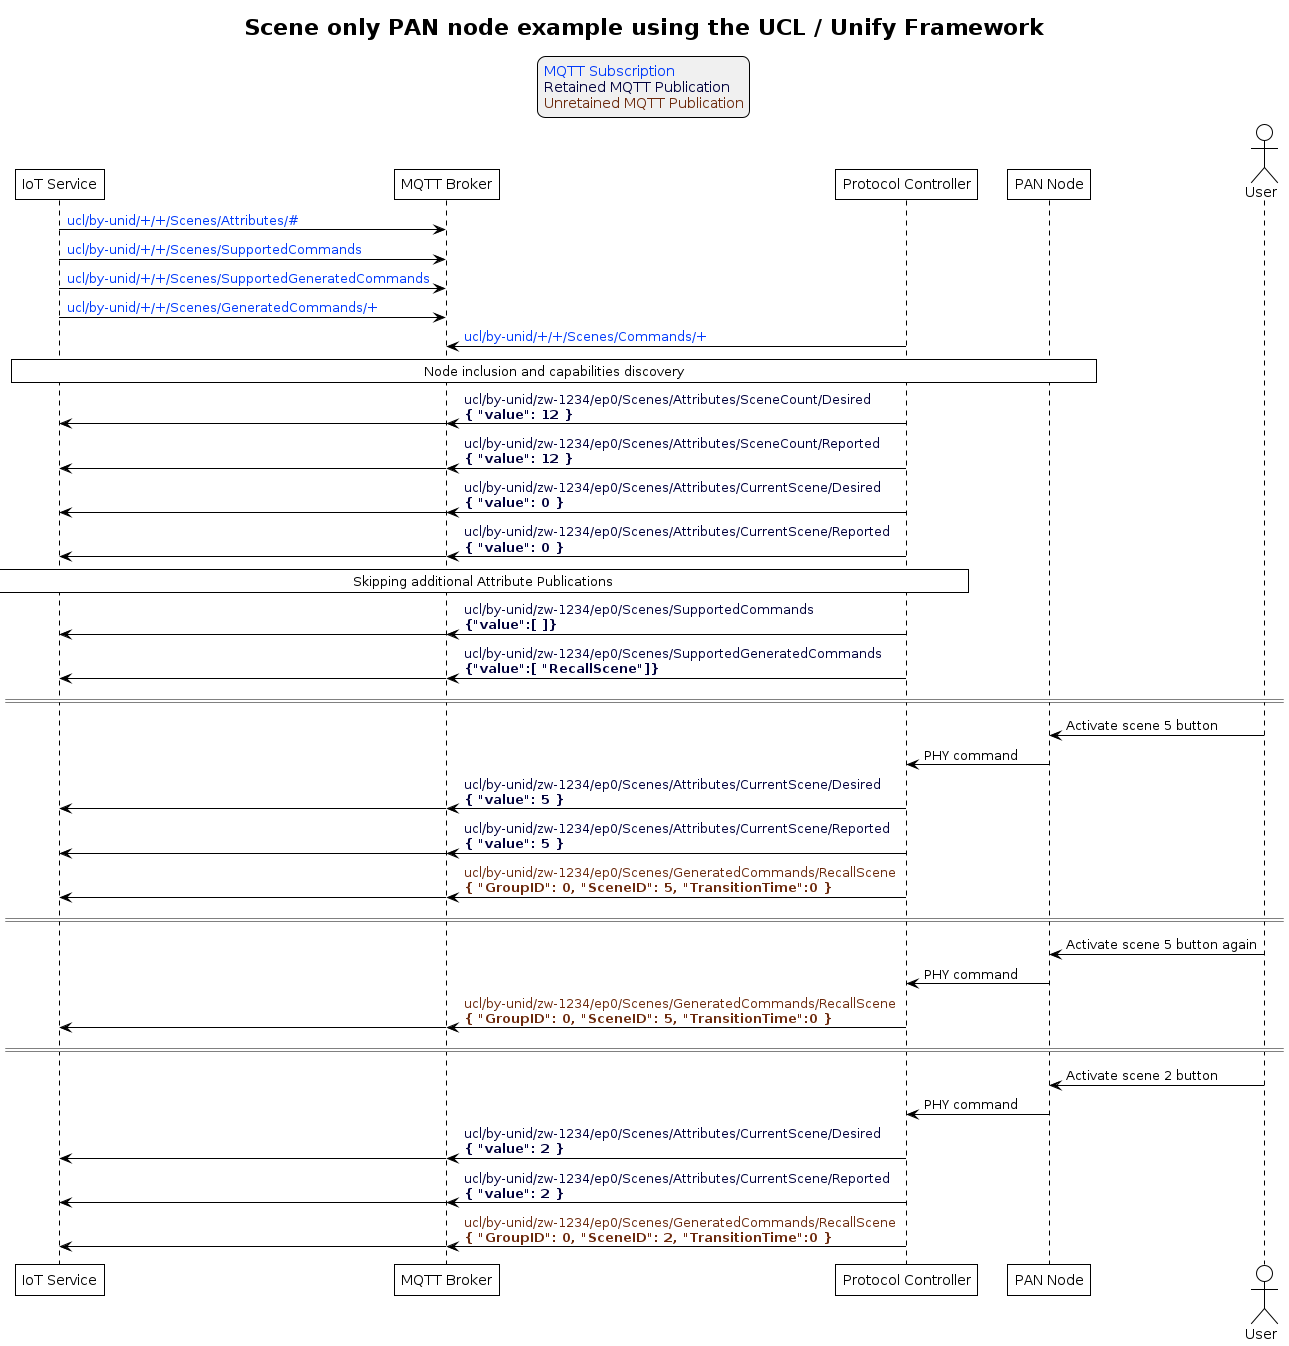 Scene only PAN node example using the UCL / Unify Framework
MQTT Subscription
Retained MQTT Publication
Unretained MQTT Publication
User
IoT Service
MQTT Broker
Protocol Controller
PAN Node
ucl/by-unid/+/+/Scenes/Attributes/#
ucl/by-unid/+/+/Scenes/SupportedCommands
ucl/by-unid/+/+/Scenes/SupportedGeneratedCommands
ucl/by-unid/+/+/Scenes/GeneratedCommands/+
ucl/by-unid/+/+/Scenes/Commands/+
Node inclusion and capabilities discovery
ucl/by-unid/zw-1234/ep0/Scenes/Attributes/SceneCount/Desired
{ "value": 12 }
ucl/by-unid/zw-1234/ep0/Scenes/Attributes/SceneCount/Reported
{ "value": 12 }
ucl/by-unid/zw-1234/ep0/Scenes/Attributes/CurrentScene/Desired
{ "value": 0 }
ucl/by-unid/zw-1234/ep0/Scenes/Attributes/CurrentScene/Reported
{ "value": 0 }
Skipping additional Attribute Publications
ucl/by-unid/zw-1234/ep0/Scenes/SupportedCommands
{"value":[ ]}
ucl/by-unid/zw-1234/ep0/Scenes/SupportedGeneratedCommands
{"value":[ "RecallScene"]}
Activate scene 5 button
PHY command
ucl/by-unid/zw-1234/ep0/Scenes/Attributes/CurrentScene/Desired
{ "value": 5 }
ucl/by-unid/zw-1234/ep0/Scenes/Attributes/CurrentScene/Reported
{ "value": 5 }
ucl/by-unid/zw-1234/ep0/Scenes/GeneratedCommands/RecallScene
{ "GroupID": 0, "SceneID": 5, "TransitionTime":0 }
Activate scene 5 button again
PHY command
ucl/by-unid/zw-1234/ep0/Scenes/GeneratedCommands/RecallScene
{ "GroupID": 0, "SceneID": 5, "TransitionTime":0 }
Activate scene 2 button
PHY command
ucl/by-unid/zw-1234/ep0/Scenes/Attributes/CurrentScene/Desired
{ "value": 2 }
ucl/by-unid/zw-1234/ep0/Scenes/Attributes/CurrentScene/Reported
{ "value": 2 }
ucl/by-unid/zw-1234/ep0/Scenes/GeneratedCommands/RecallScene
{ "GroupID": 0, "SceneID": 2, "TransitionTime":0 }
IoT Service
MQTT Broker
Protocol Controller
PAN Node
User